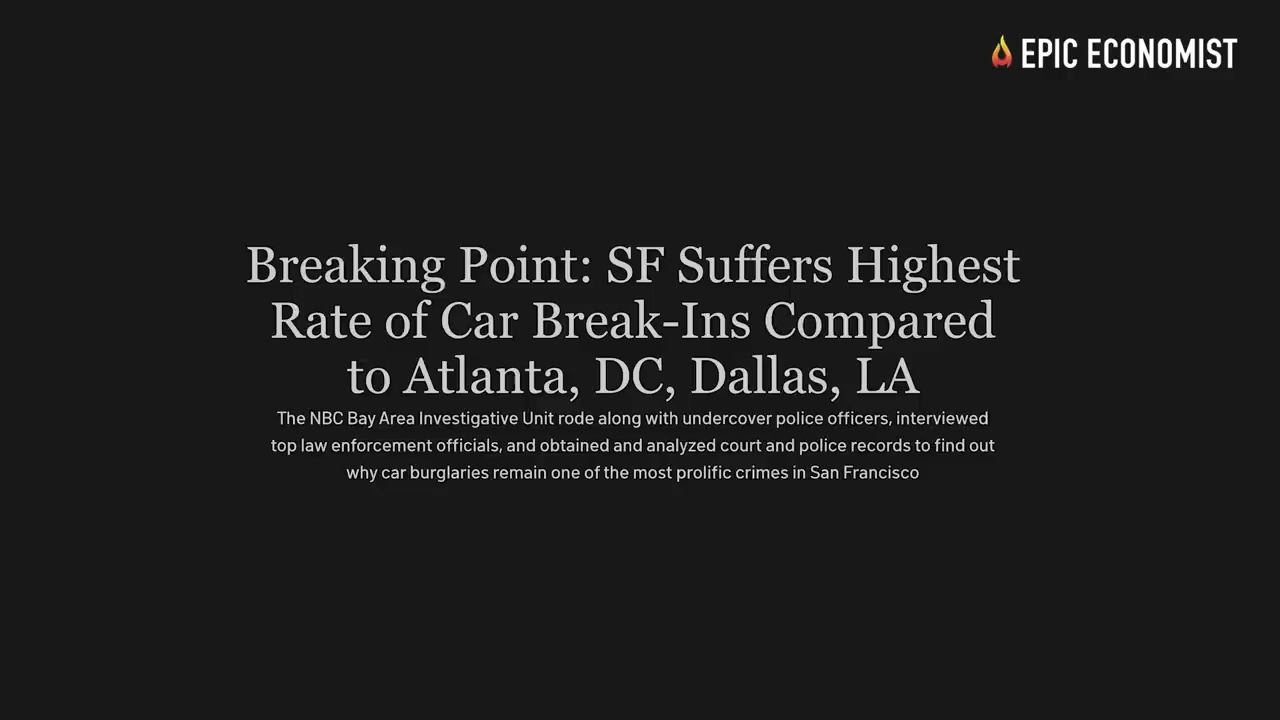 EPIC ECONOMIST
Breaking Point: SF Suffers Highest
Rate of Car Break-Ins Compared
to Atlanta, DC, Dallas, LA
The NBC Bay Area Investigative Unit rode along with undercover police officers, interviewed
top law enforcement officials, and obtained and analyzed court and police records to find out
why car burglaries remain one of the most prolific crimes in San Francisco